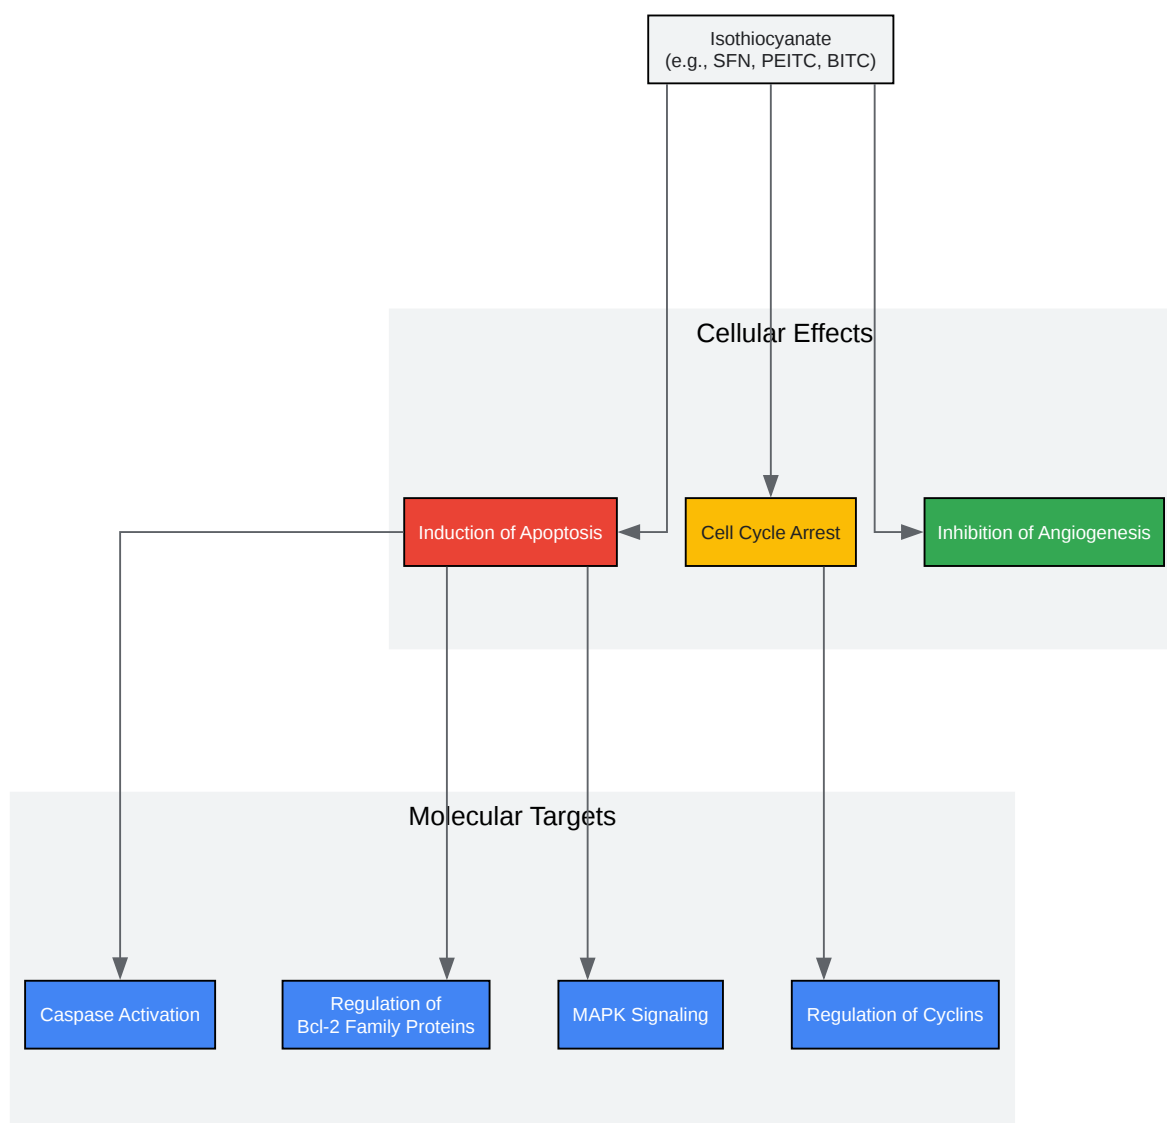 Isothiocyanate
(e.g., SFN, PEITC, BITC)
Cellular Effects
Induction of Apoptosis
Cell Cycle Arrest
Inhibition of Angiogenesis
Molecular Targets
Caspase Activation
Regulation of
Bcl-2 Family Proteins
MAPK Signaling
Regulation of Cyclins